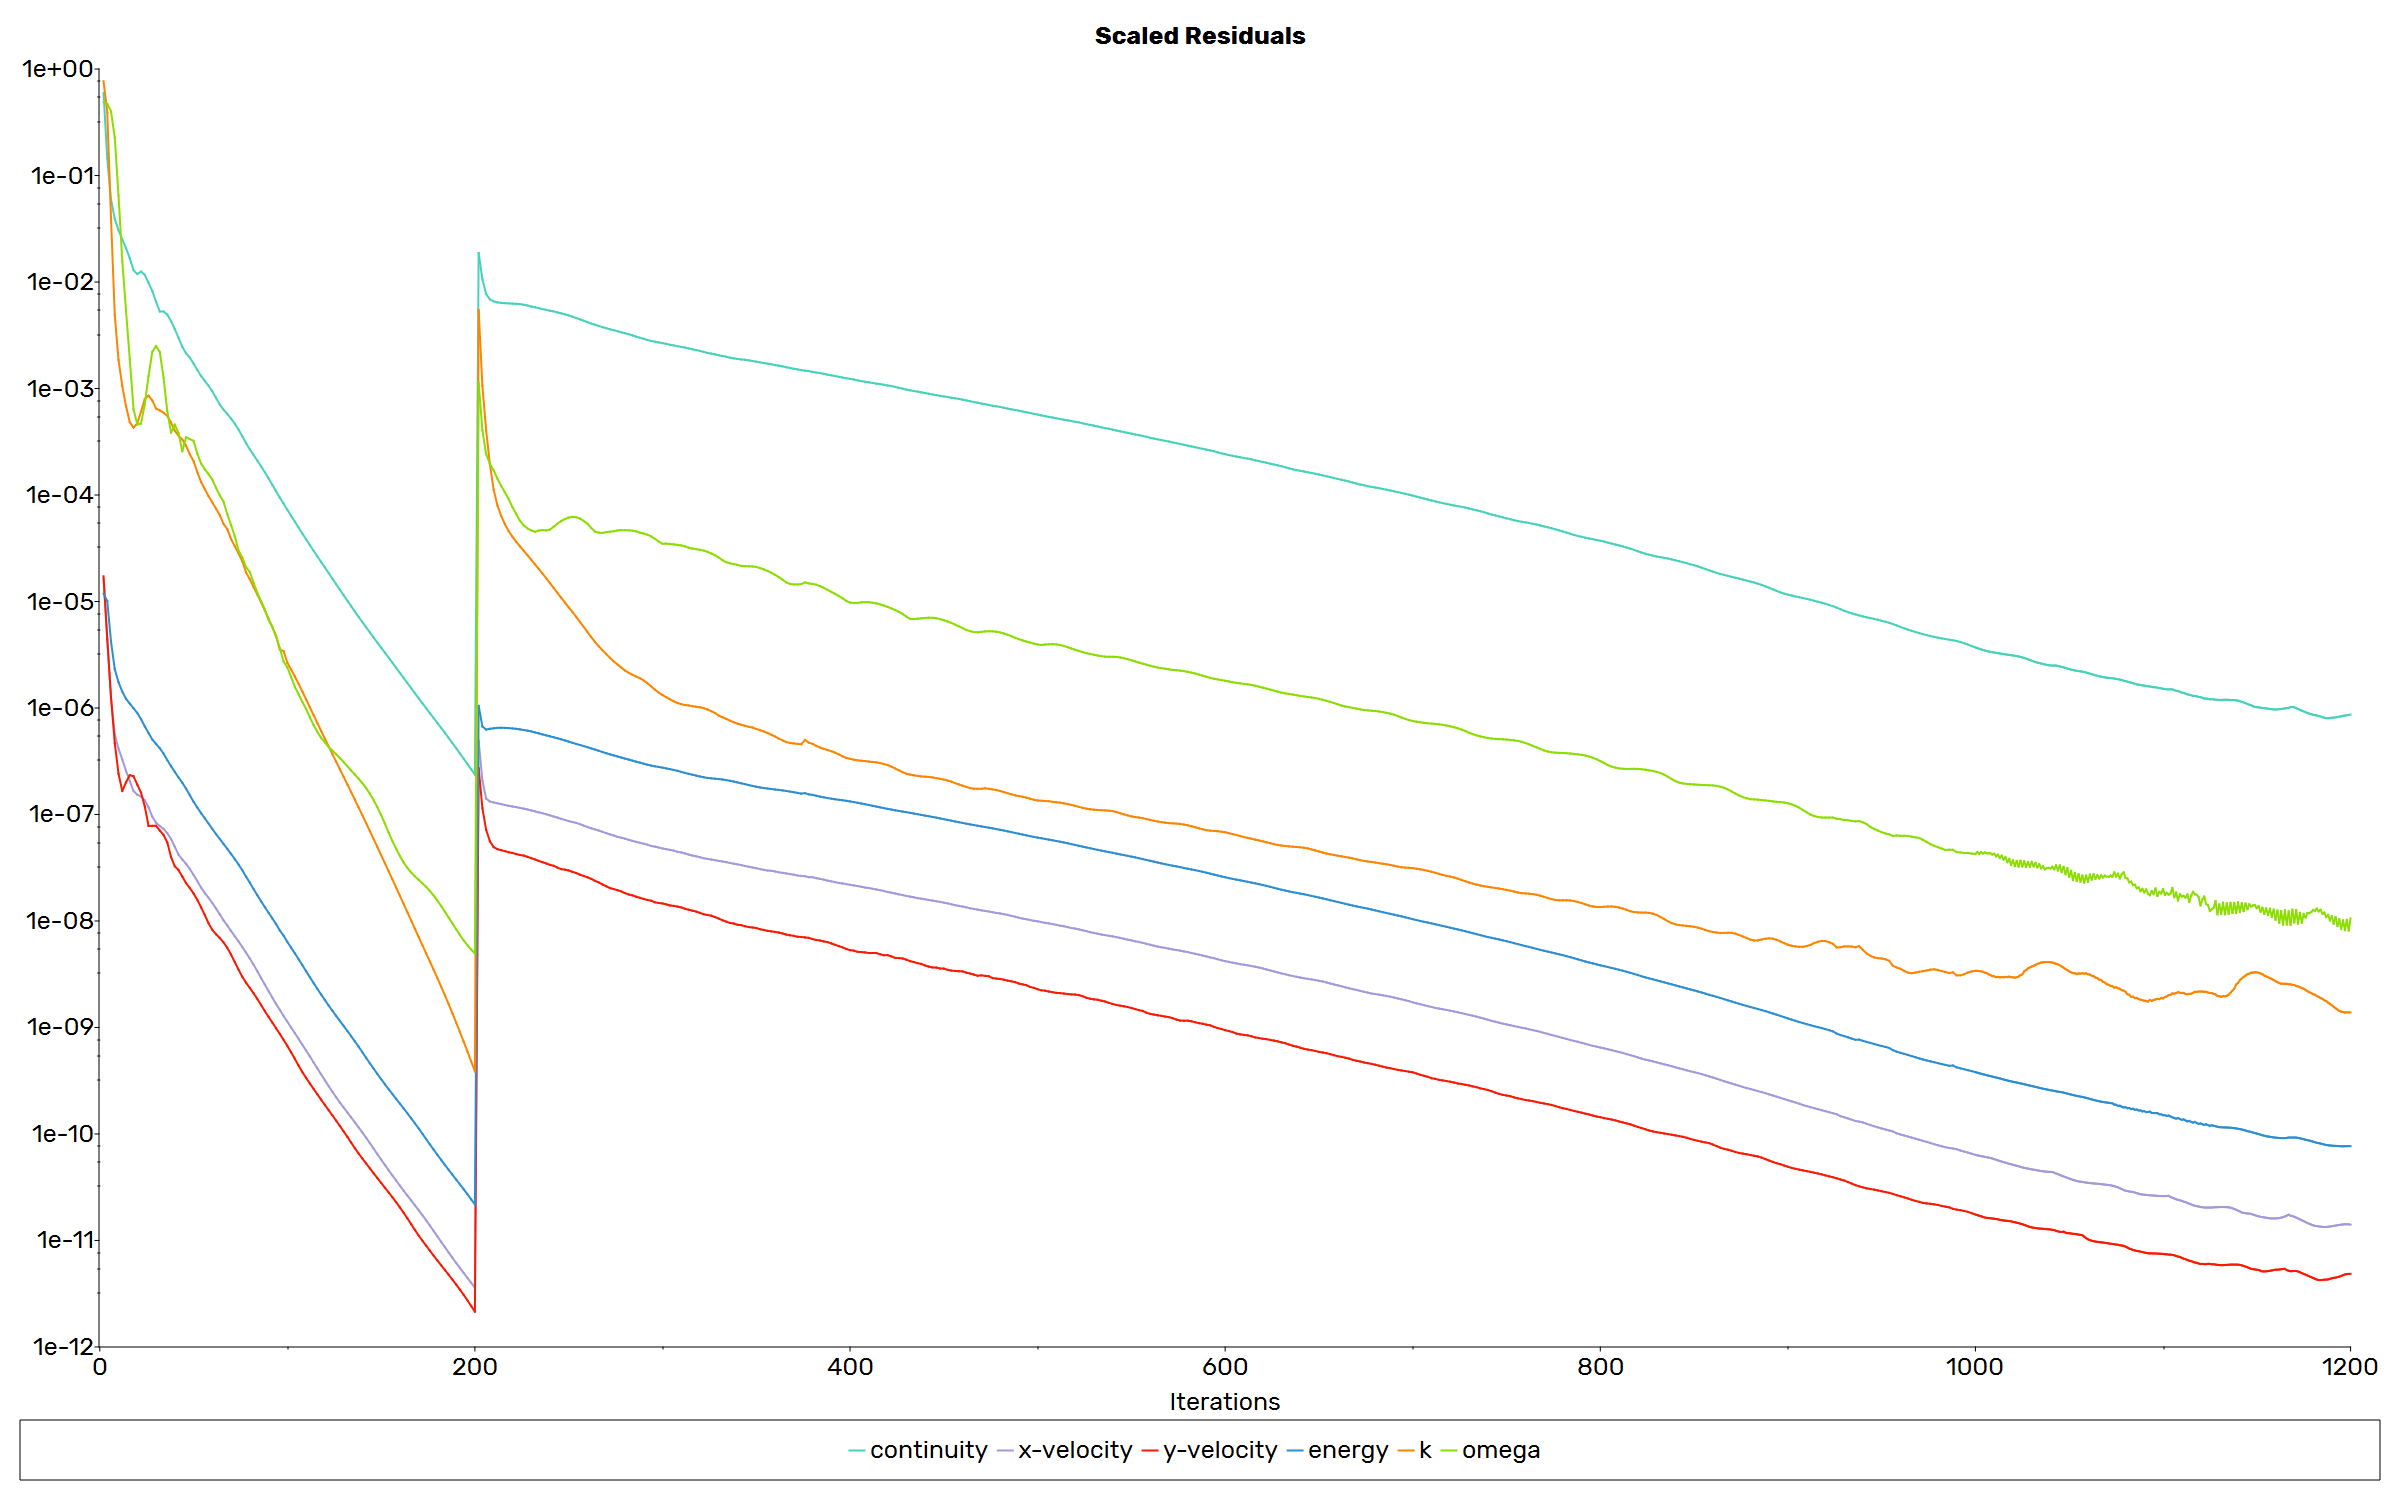 Scaled Residuals
1e+00
1e-01
1e-02
1e-03
1e-04
1e-05
1e-06
1e-07
1e-08
1e-09
1e-10
1e-11
1e-12
0 200 400 600 800 1000 1200
Iterations
continuity x-velocity y-velocity energy k omega